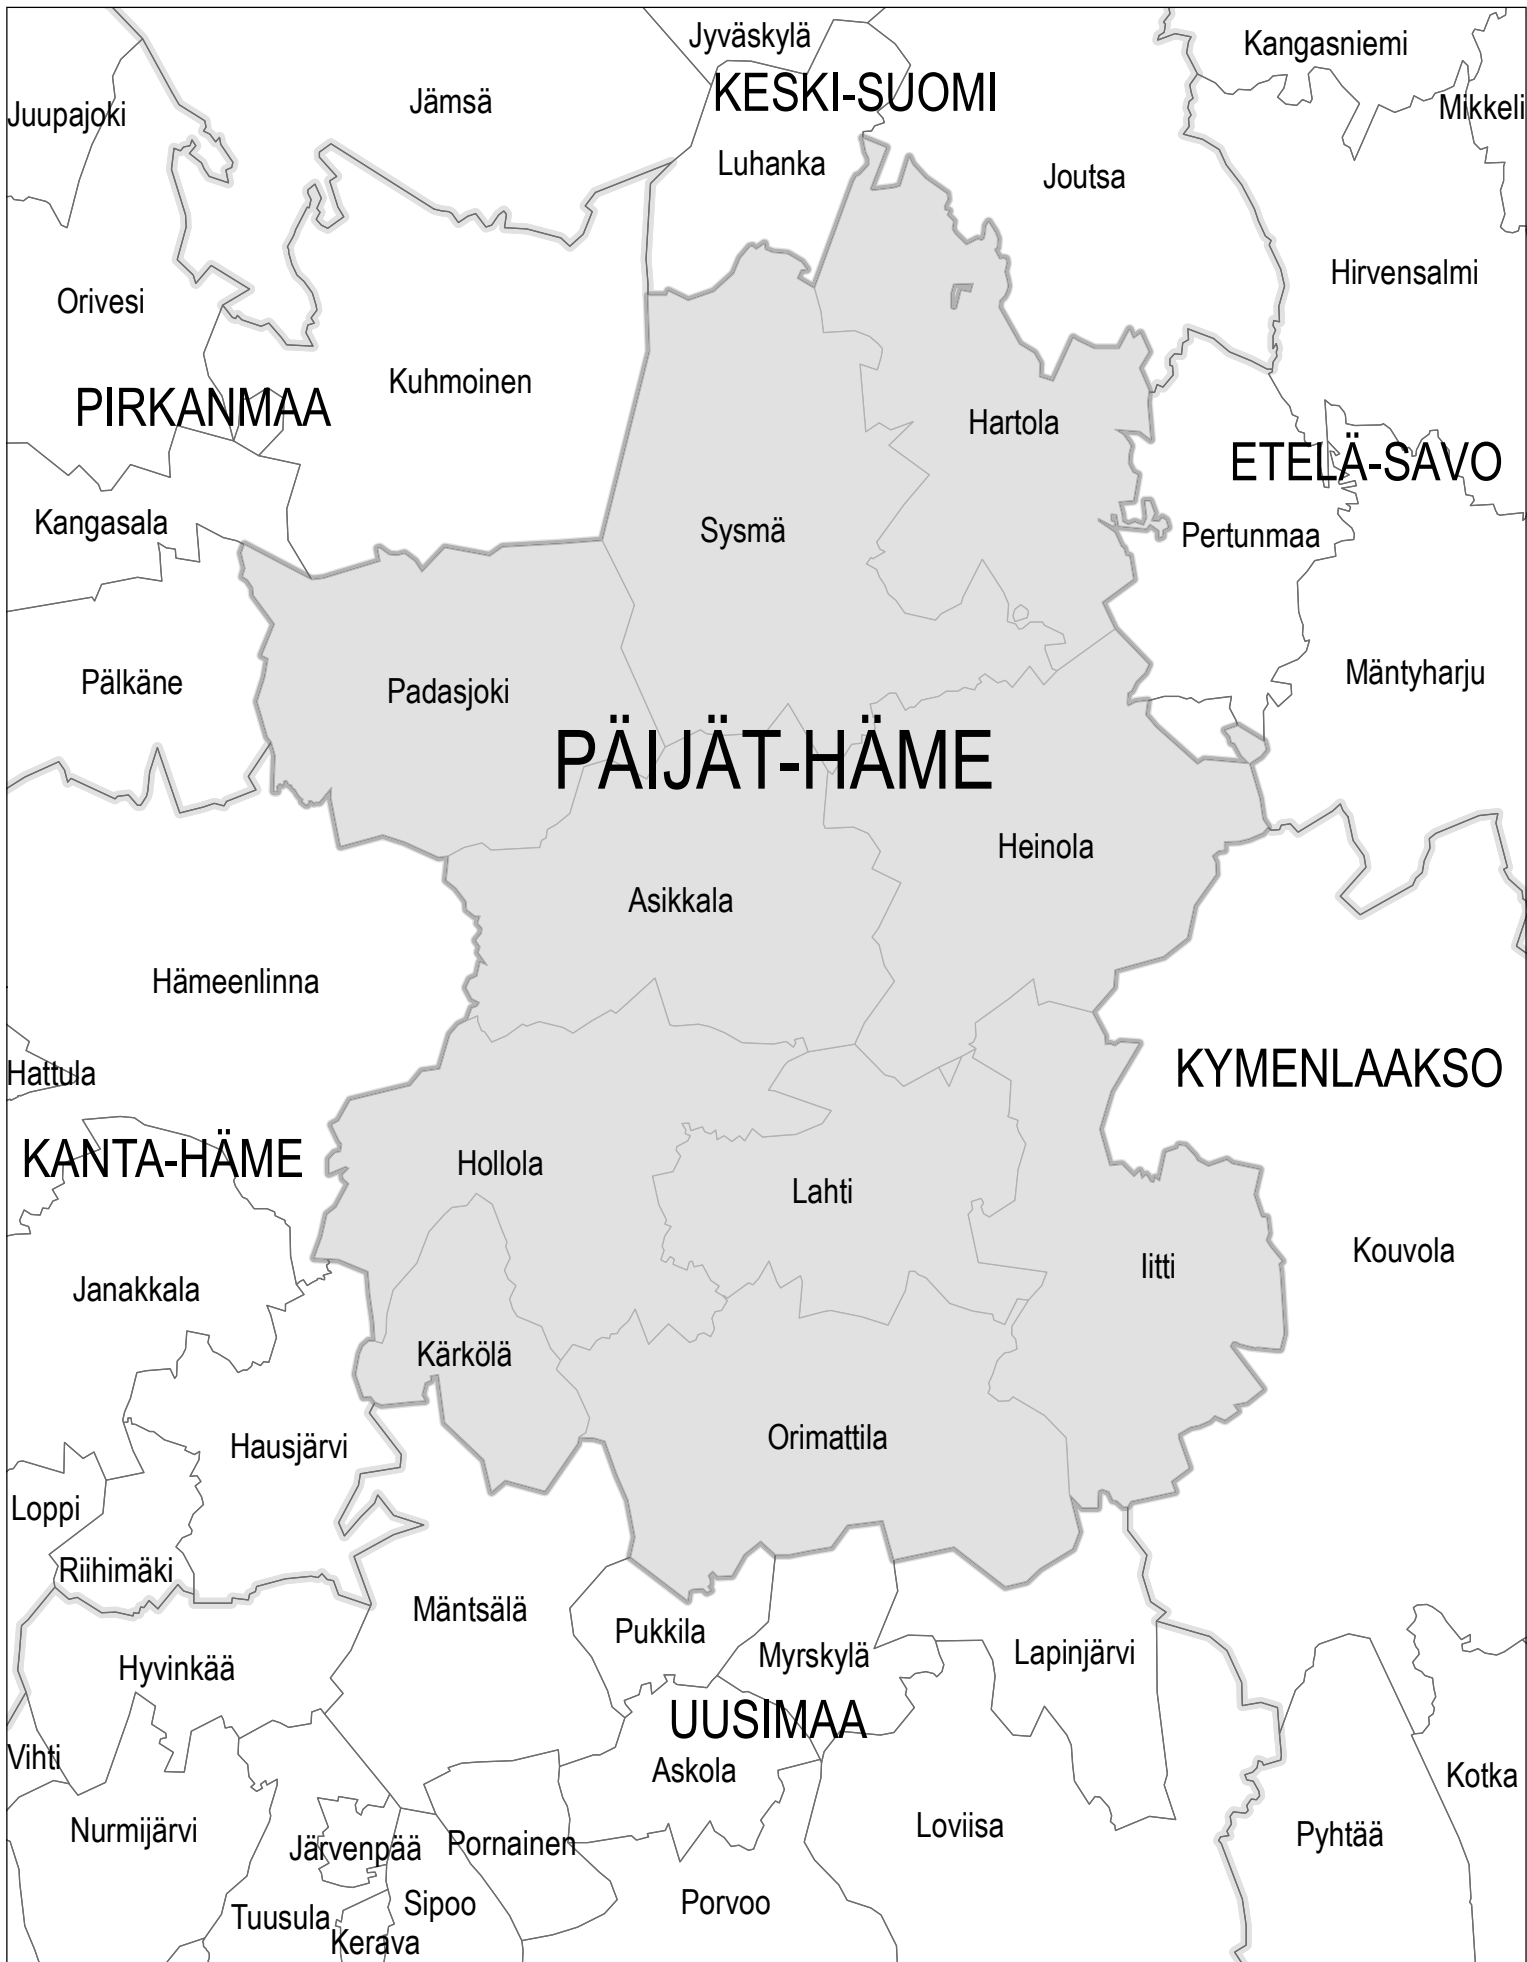 Jyväskylä
Kangasniemi
KESKI-SUOMI
Jämsä
Juupajoki
Mikkeli
Luhanka
Joutsa
Hirvensalmi
Orivesi
Kuhmoinen
PIRKANMAA
Hartola
ETELÄ-SAVO
Kangasala
Sysmä
Pertunmaa
Pälkäne
Padasjoki
Mäntyharju
PÄIJÄT-HÄME
Heinola
Asikkala
Hämeenlinna
Hattula
KYMENLAAKSO
KANTA-HÄME
Hollola
Lahti
Kouvola
Iitti
Janakkala
Kärkölä
Orimattila
Hausjärvi
Loppi
Riihimäki
Mäntsälä
Pukkila
Myrskylä
Lapinjärvi
Hyvinkää
UUSIMAA
Vihti
Askola
Kotka
Nurmijärvi
Järvenpää
Pornainen
Loviisa
Pyhtää
Sipoo
Porvoo
Tuusula
Kerava